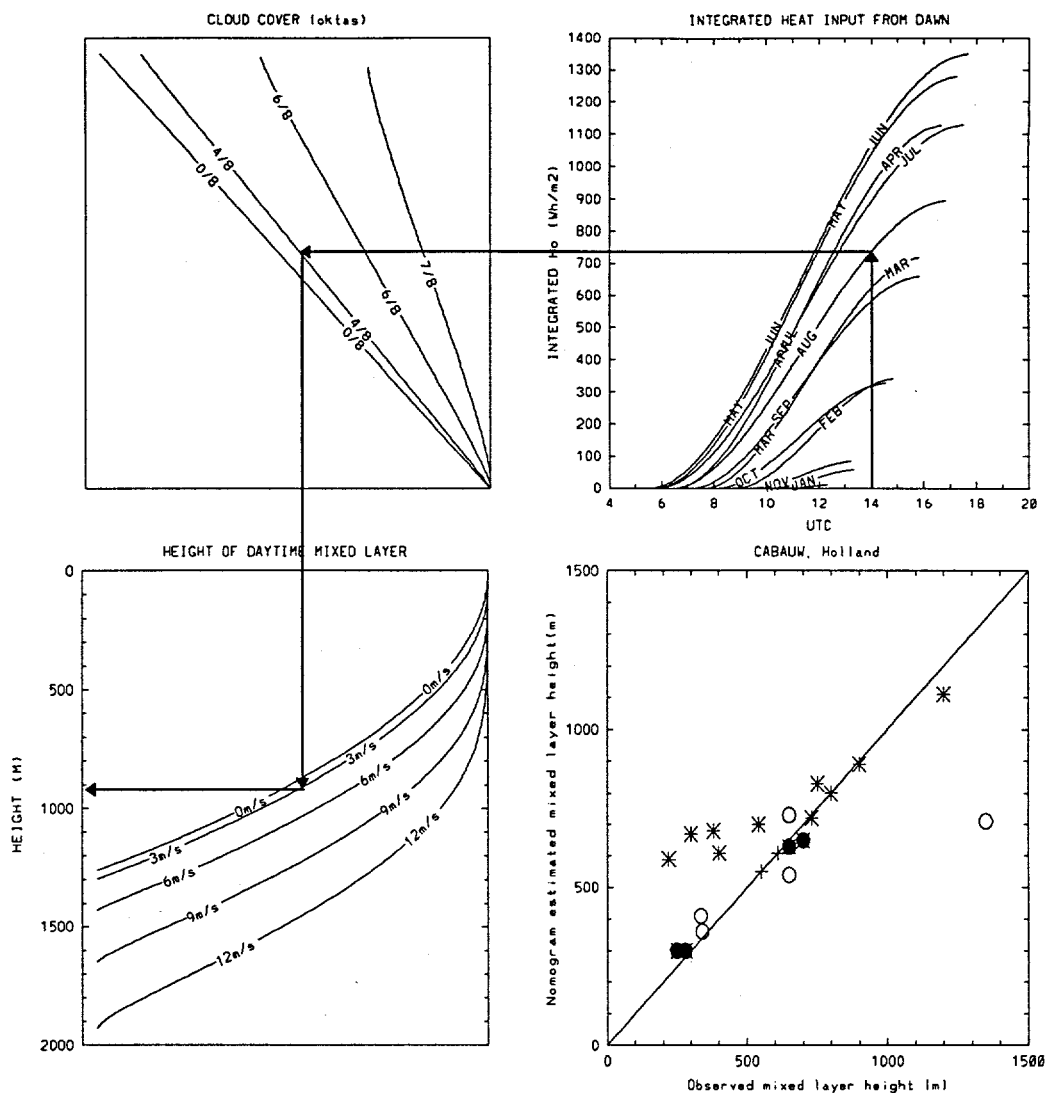 CLOUD COVER (oktas)
0/8
4/8
6/8
0/8
4/8
6/8
7/8
INTEGRATED HEAT INPUT FROM DAWN
INTEGRATED Ho (Wh/m2)
1400
1300
1200
1100
1000
900
800
700
600
500
400
300
200
100
0
JUN
APR
JUL
MAY
MAR
JUN
JUL
APR
AUG
MAY
SEP
MAR
FEB
OCT
NOV
JAN
4 6 8 10 12 14 16 18 20
UTC
HEIGHT OF DAYTIME MIXED LAYER
HEIGHT (M)
0
500
1000
1500
2000
0m/s
3m/s
6m/s
9m/s
12m/s
0m/s
3m/s
6m/s
9m/s
12m/s
CABAUW, Holland
Nomogram estimated mixed layer height(m)
1500
1000
500
0
0 500 1000 1500
Observed mixed layer height (m)